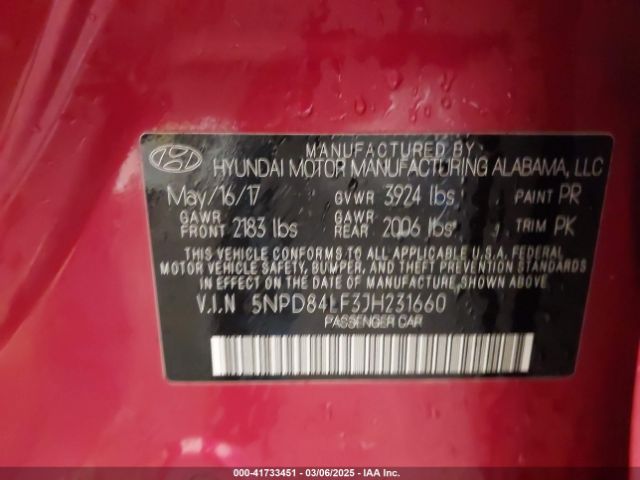 MANUFACTURED BY
HYUNDAI MOTOR MANUFACTURING ALABAMA, LLC
May/16/17 GVWR 3924 lbs PAINT PR
GAWR FRONT 2183 lbs GAWR REAR 2006 lbs TRIM PK
THIS VEHICLE CONFORMS TO ALL APPLICABLE U.S.A. FEDERAL
MOTOR VEHICLE SAFETY, BUMPER, AND THEFT PREVENTION STANDARDS
IN EFFECT ON THE DATE OF MANUFACTURE SHOWN ABOVE.
V.I.N 5NPD84LF3JH231660
PASSENGER CAR
000-41733451 - 03/06/2025 - IAA Holdings, LLC.